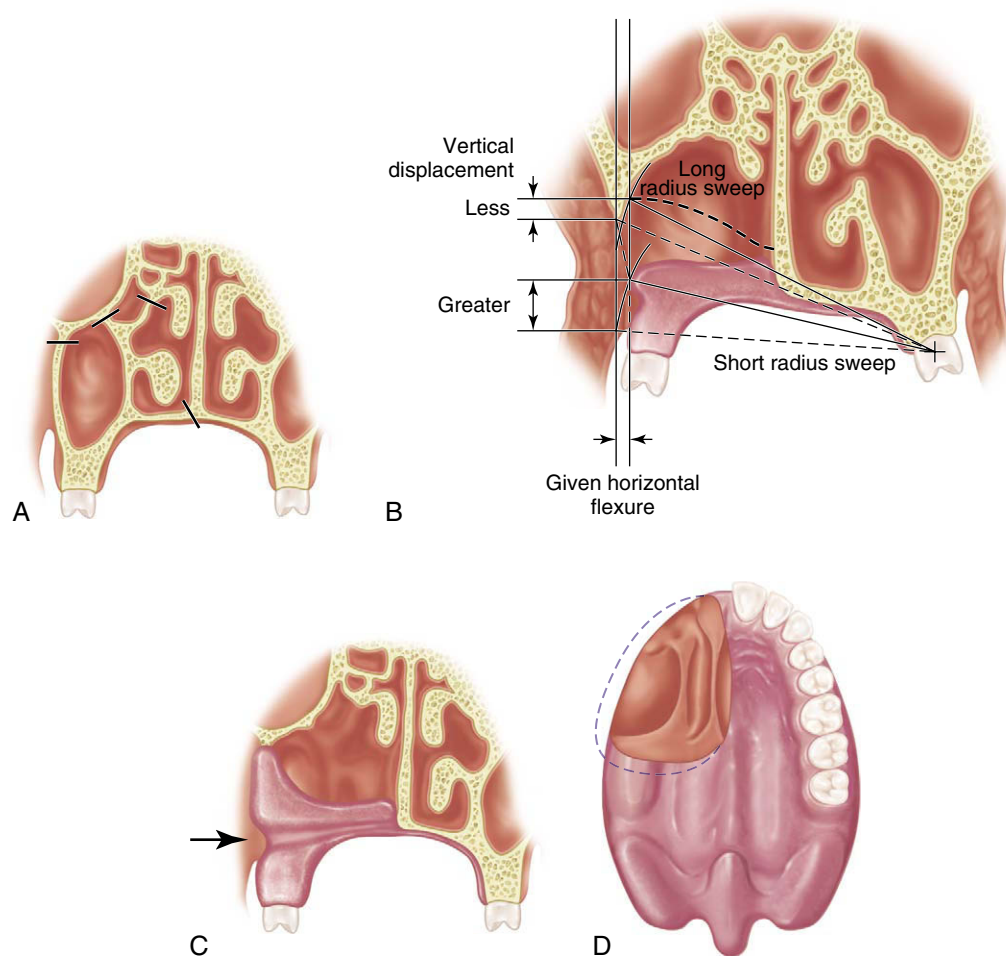 Vertical
displacement
Less
Greater
Long
radius sweep
Short radius sweep
Given horizontal
flexure
A
B
C
D